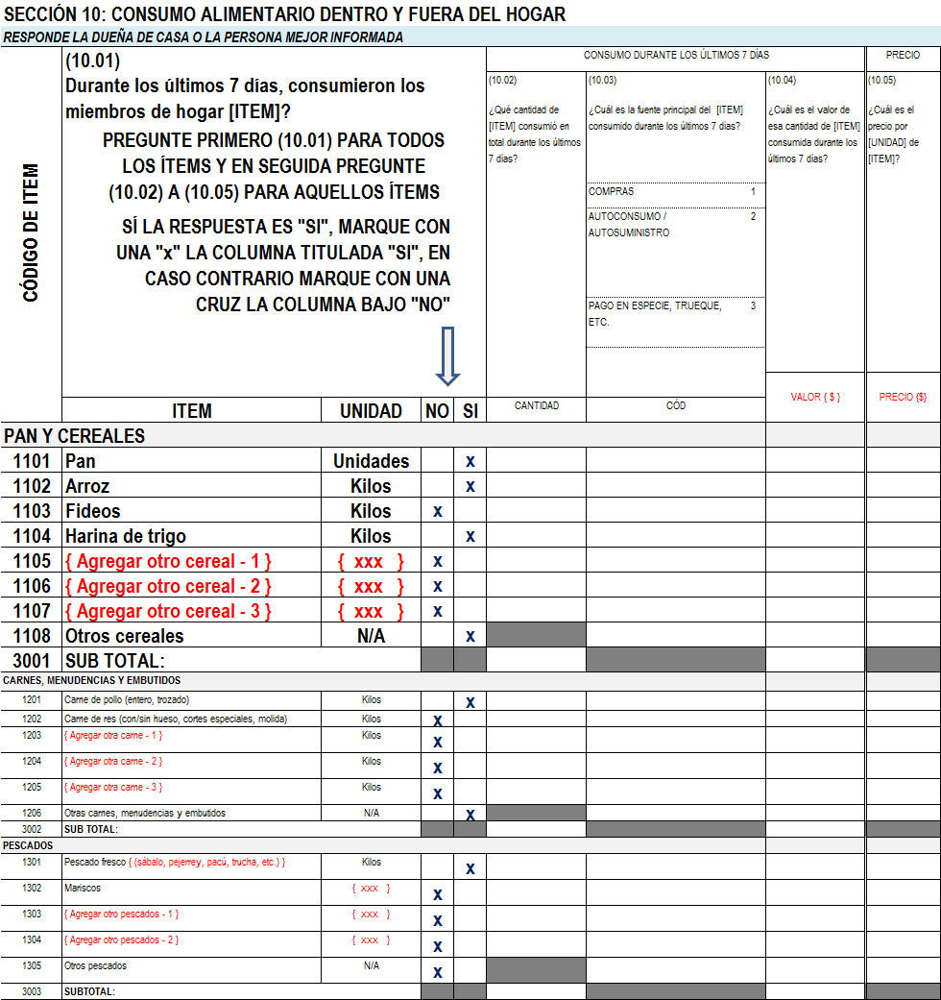 SECCIÓN 10: CONSUMO ALIMENTARIO DENTRO Y FUERA DEL HOGAR
RESPONDE LA DUEÑA DE CASA O LA PERSONA MEJOR INFORMADA
CÓDIGO DE ITEM
(10.01)
Durante los últimos 7 días, consumieron los
miembros de hogar [ITEM]?
PREGUNTE PRIMERO (10.01) PARA TODOS
LOS ÍTEMS Y EN SEGUIDA PREGUNTE
(10.02) A (10.05) PARA AQUELLOS ÍTEMS
SÍ LA RESPUESTA ES "SI", MARQUE CON
UNA "x" LA COLUMNA TITULADA "SI", EN
CASO CONTRARIO MARQUE CON UNA
CRUZ LA COLUMNA BAJO "NO"
CONSUMO DURANTE LOS ÚLTIMOS 7 DÍAS
PRECIO
(10.02)
¿Qué cantidad de
[ITEM] consumió en
total durante los últimos
7 días?
(10.03)
¿Cuál es la fuente principal del [ITEM]
consumido durante los últimos 7 días?
COMPRAS 1
AUTOCONSUMO / 2
AUTOSUMINISTRO
PAGO EN ESPECIE, TRUEQUE, 3
ETC.
(10.04)
¿Cuál es el valor de
esa cantidad de [ITEM]
consumida durante los
últimos 7 días?
(10.05)
¿Cuál es el
precio por
[UNIDAD] de
[ITEM]?
ITEM UNIDAD NO SI CANTIDAD CÓD VALOR { $ } PRECIO {$}
PAN Y CEREALES
1101 Pan Unidades x
1102 Arroz Kilos x
1103 Fideos Kilos x
1104 Harina de trigo Kilos x
1105 { Agregar otro cereal - 1 } { xxx } x
1106 { Agregar otro cereal - 2 } { xxx } x
1107 { Agregar otro cereal - 3 } { xxx } x
1108 Otros cereales N/A x
3001 SUB TOTAL:
CARNES, MENUDENCIAS Y EMBUTIDOS
1201 Carne de pollo (entero, trozado) Kilos x
1202 Carne de res (con/sin hueso, cortes especiales, molida) Kilos x
1203 { Agregar otra carne - 1 } Kilos x
1204 { Agregar otra carne - 2 } Kilos x
1205 { Agregar otra carne - 3 } Kilos x
1206 Otras carnes, menudencias y embutidos N/A x
3002 SUB TOTAL:
PESCADOS
1301 Pescado fresco { (sábalo, pejerrey, pacú, trucha, etc.) } Kilos x
1302 Mariscos { xxx } x
1303 { Agregar otro pescados - 1 } { xxx } x
1304 { Agregar otro pescados - 2 } { xxx } x
1305 Otros pescados N/A x
3003 SUBTOTAL: